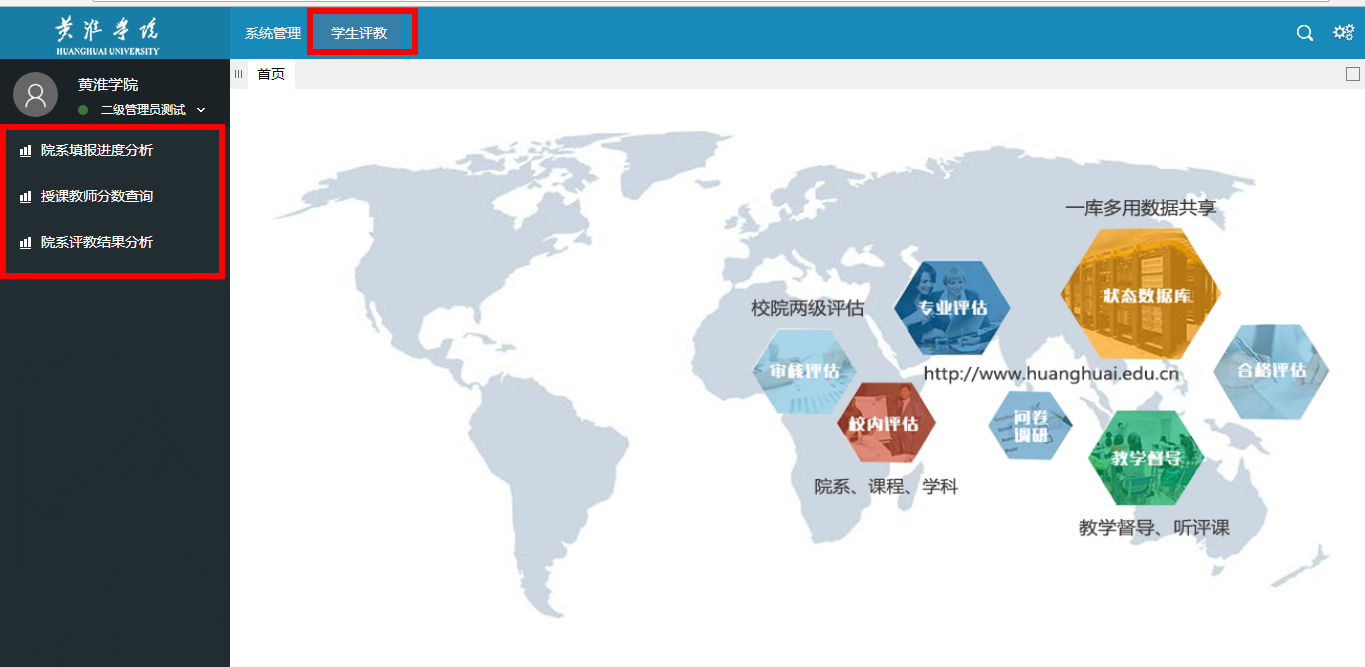 黄淮学院
HUANGHUAI UNIVERSITY
系统管理
学生评教
黄淮学院
二级管理员测试
首页
院系填报进度分析
授课教师分数查询
院系评教结果分析
一库多用数据共享
状态数据库
校院两级评估
专业评估
审核评估
http://www.huanghuai.edu.cn
合格评估
校内评估
问卷
调研
教学督导
院系、课程、学科
教学督导、听评课